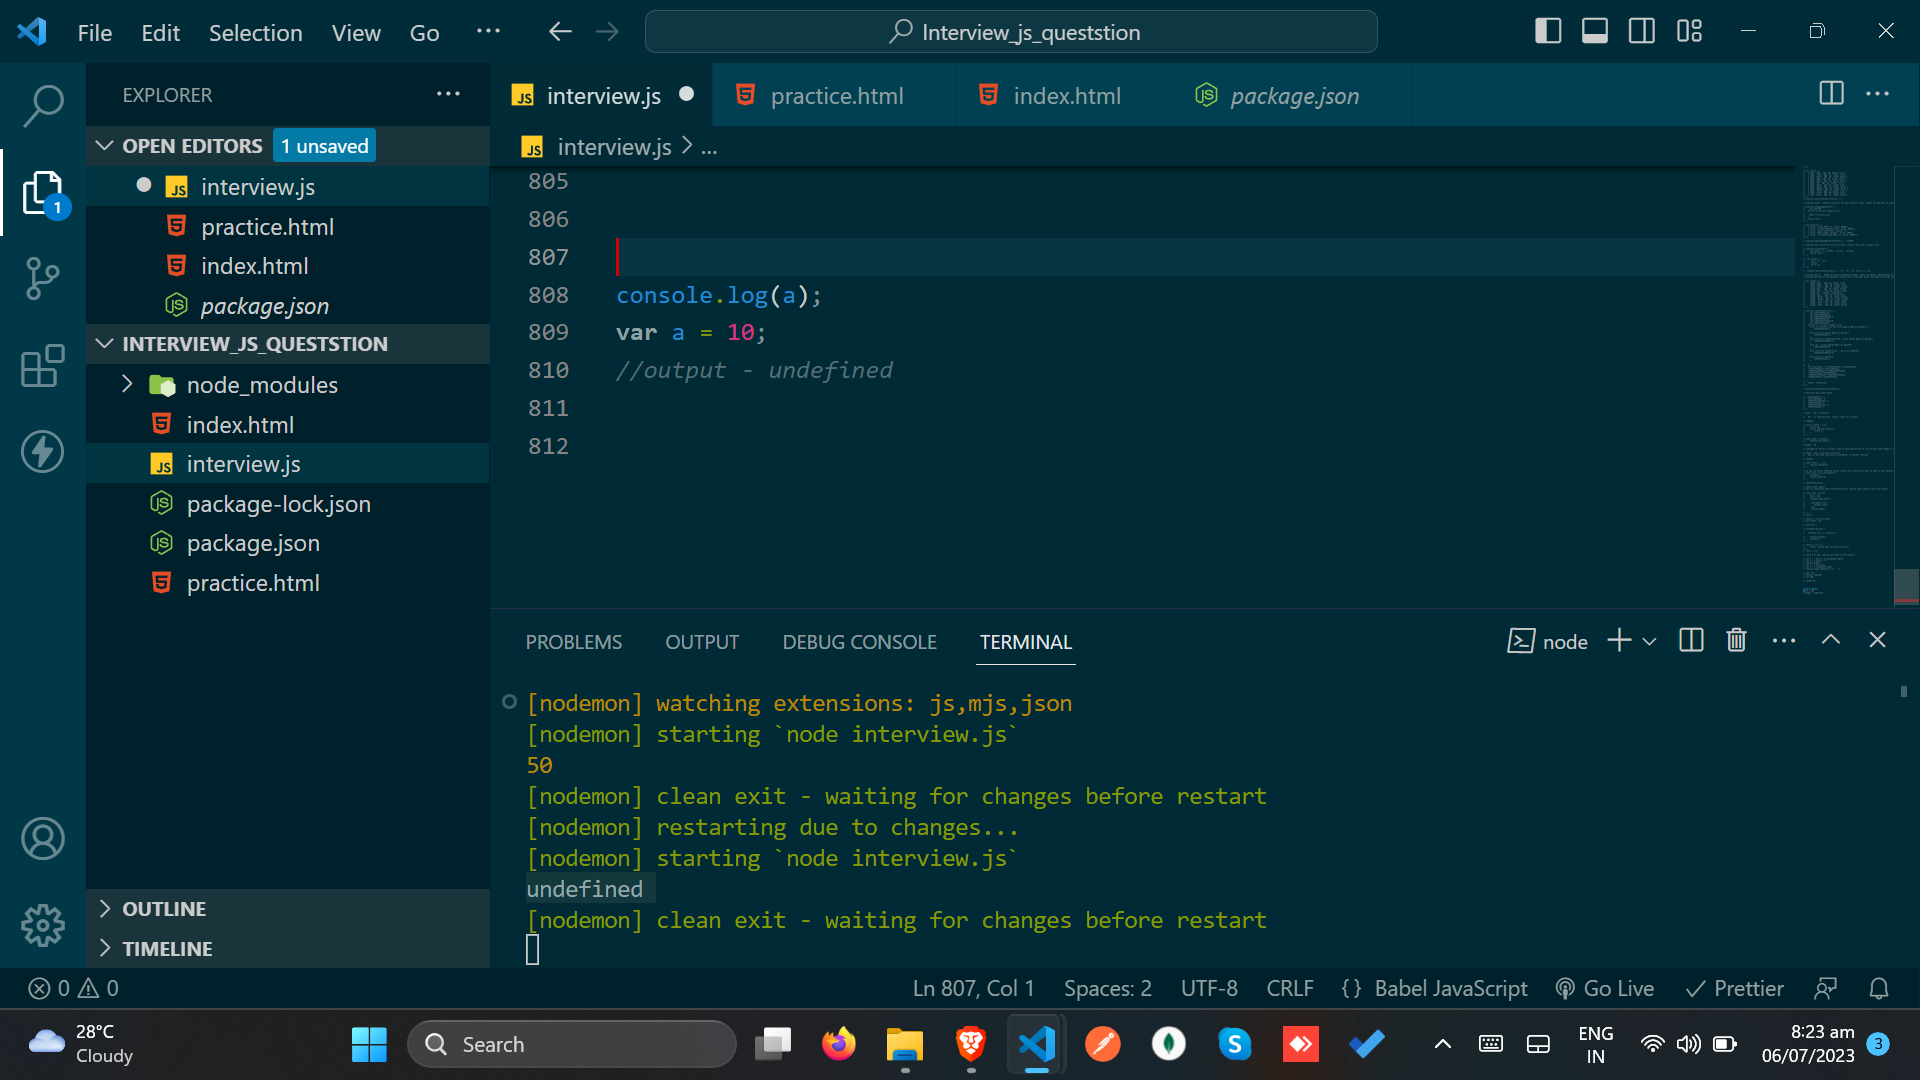 File Edit Selection View Go ...
Interview_js_queststion
EXPLORER
OPEN EDITORS 1 unsaved
JS interview.js
practice.html
index.html
package.json
INTERVIEW_JS_QUESTSTION
node_modules
index.html
JS interview.js
package-lock.json
package.json
practice.html
OUTLINE
TIMELINE
1
JS interview.js practice.html index.html package.json
JS interview.js > ...
805
806
807
808 console.log(a);
809 var a = 10;
810 //output - undefined
811
812
PROBLEMS OUTPUT DEBUG CONSOLE TERMINAL
node
[nodemon] watching extensions: js,mjs,json
[nodemon] starting `node interview.js`
50
[nodemon] clean exit - waiting for changes before restart
[nodemon] restarting due to changes...
[nodemon] starting `node interview.js`
undefined
[nodemon] clean exit - waiting for changes before restart
0 0 Ln 807, Col 1 Spaces: 2 UTF-8 CRLF {} Babel JavaScript Go Live Prettier
28°C
Cloudy
Search
S
ENG
IN
8:23 am
06/07/2023
3